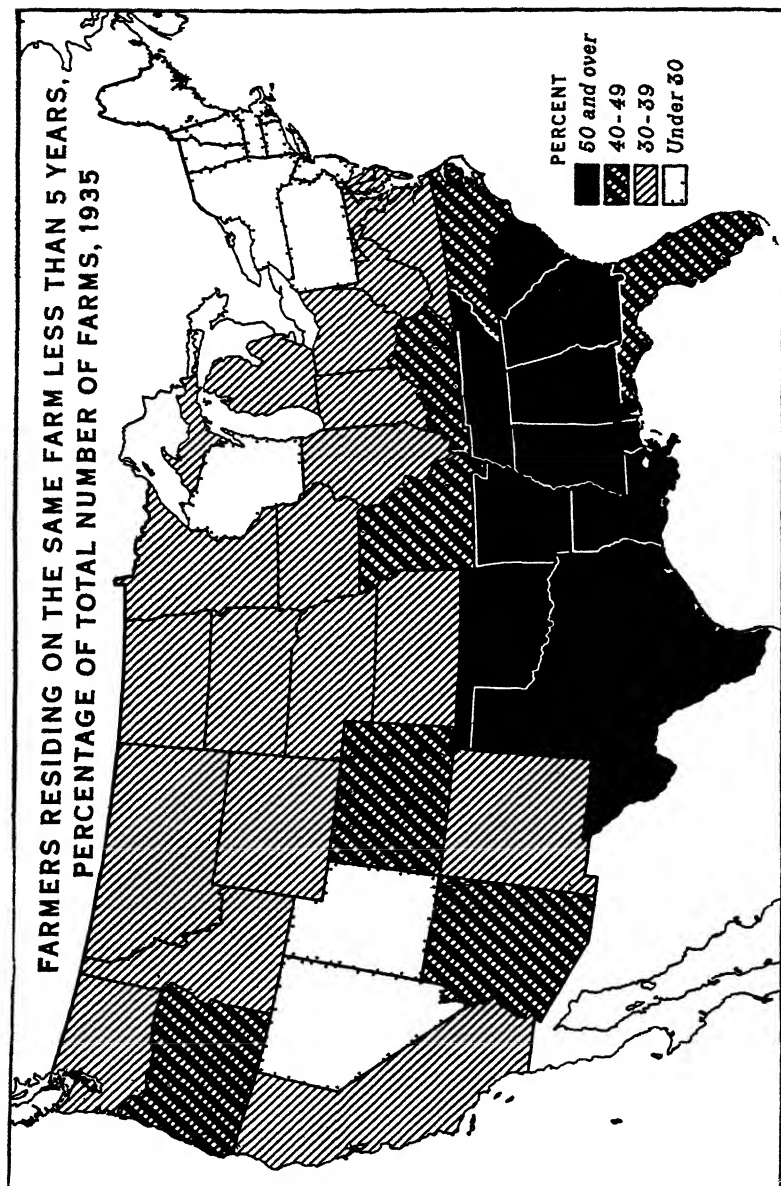 FARMERS RESIDING ON THE SAME FARM LESS THAN 5 YEARS,
PERCENTAGE OF TOTAL NUMBER OF FARMS, 1935
PERCENT
50 and over
40-49
30-39
Under 30